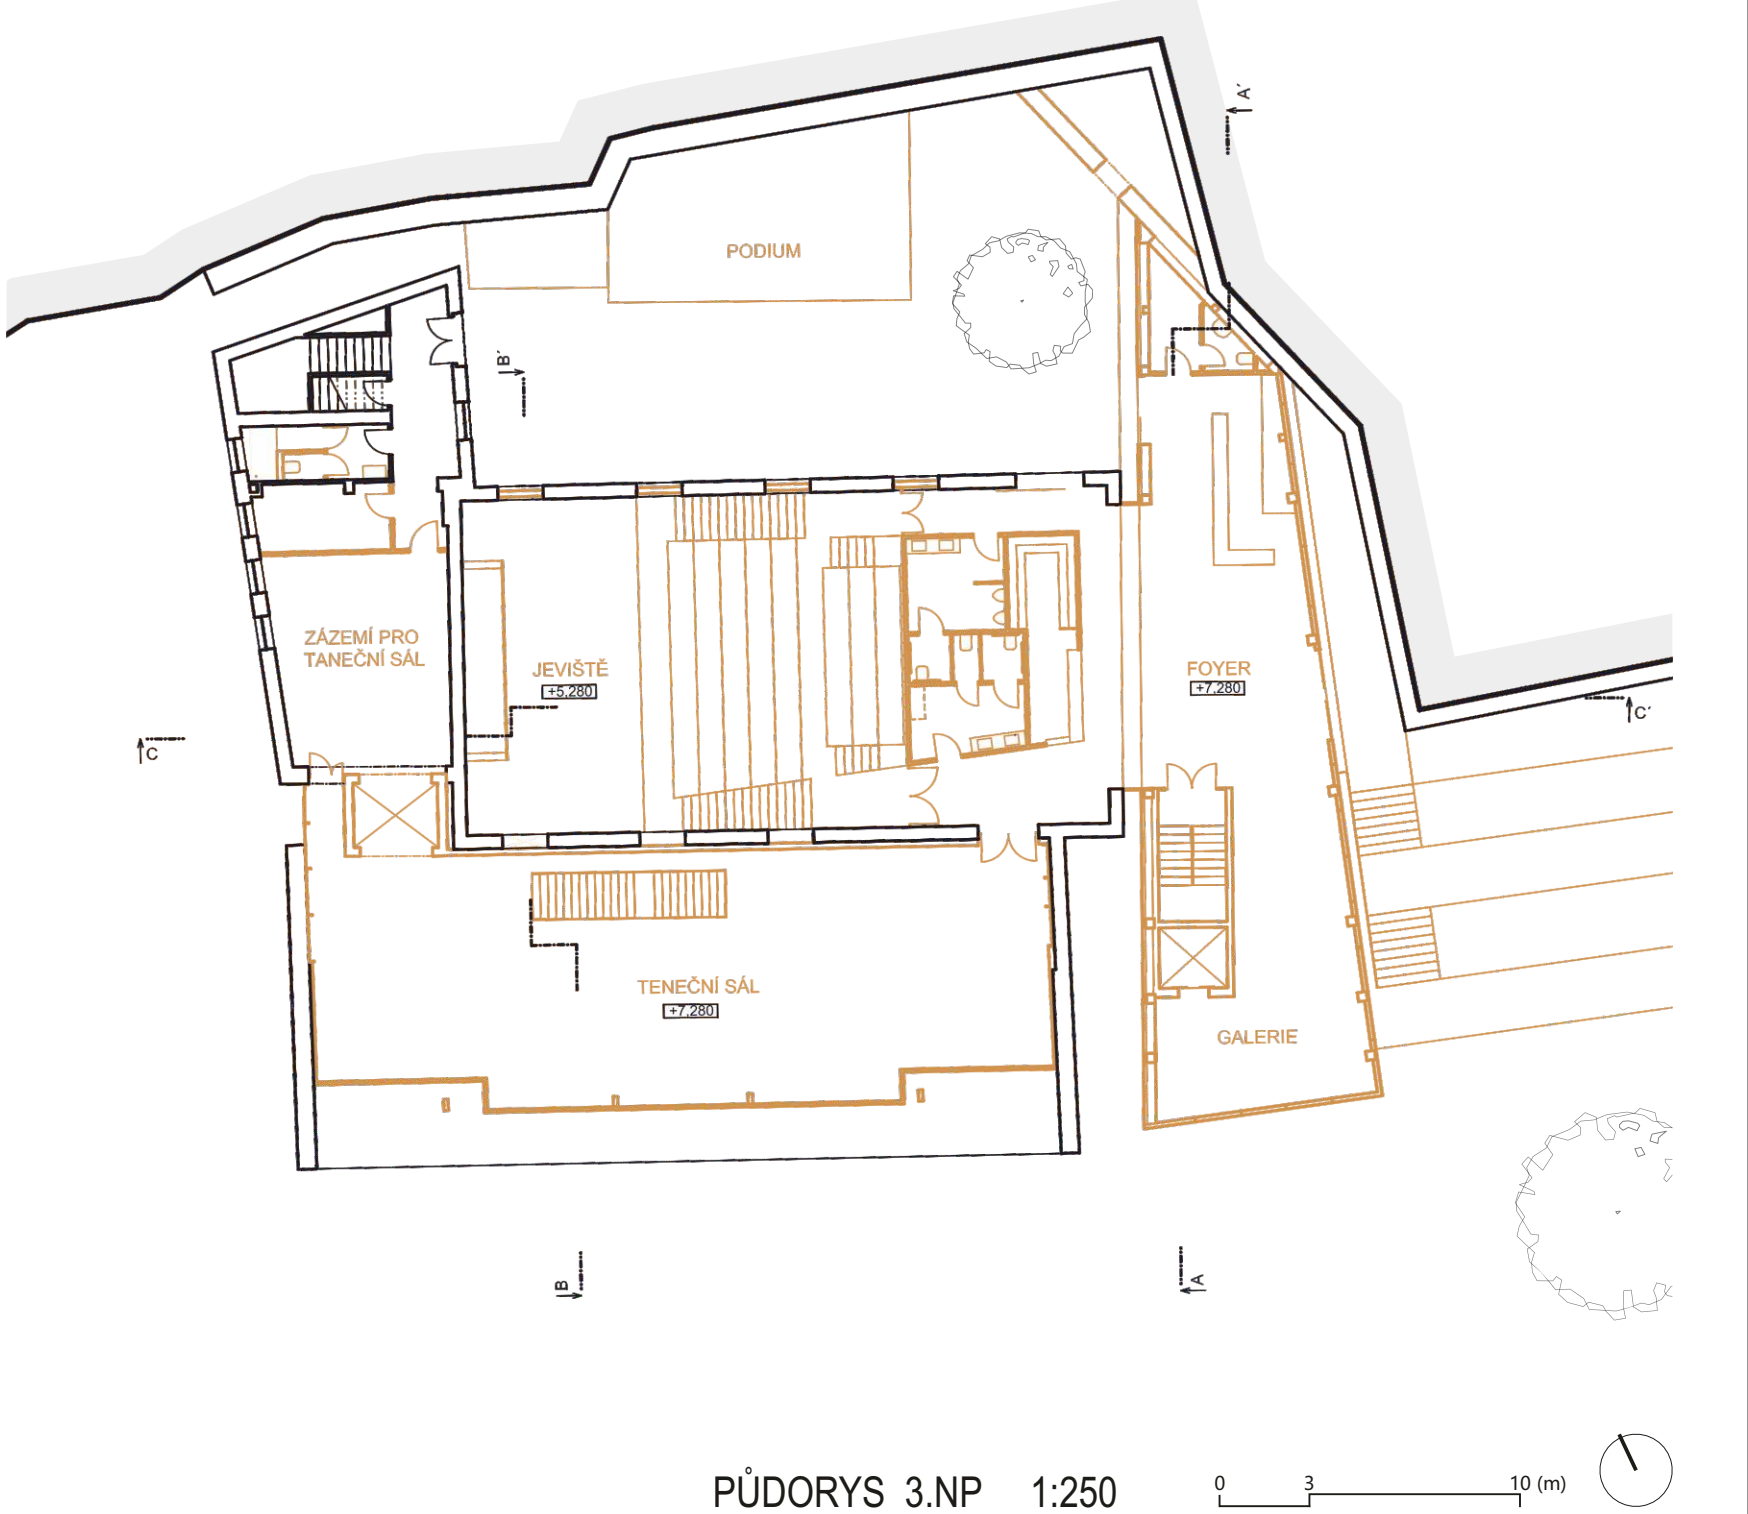 A´
PODIUM
B´
ZÁZEMÍ PRO
TANEČNÍ SÁL
JEVIŠTĚ
+5,280
FOYER
+7,280
C
C´
TENEČNÍ SÁL
+7,280
GALERIE
B
A
PŮDORYS 3.NP 1:250
0 3 10 (m)